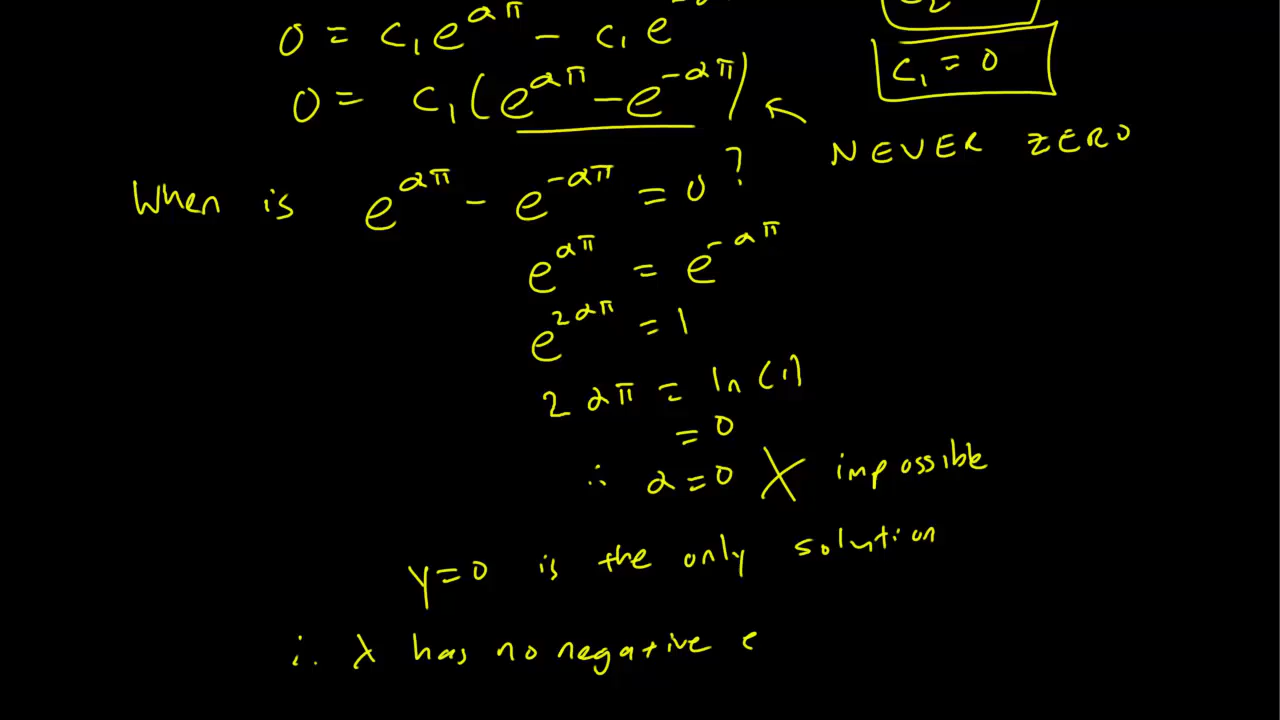 0 = c₁e^{απ} - c₁e
c₂
0 = c₁(e^{απ} - e^{-απ})
c₁ = 0
NEVER ZERO
When is e^{απ} - e^{-απ} = 0?
e^{απ} = e^{-απ}
e^{2απ} = 1
2απ = ln(1)
= 0
∴ α = 0 X impossible
y=0 is the only solution
∴ λ has no negative e